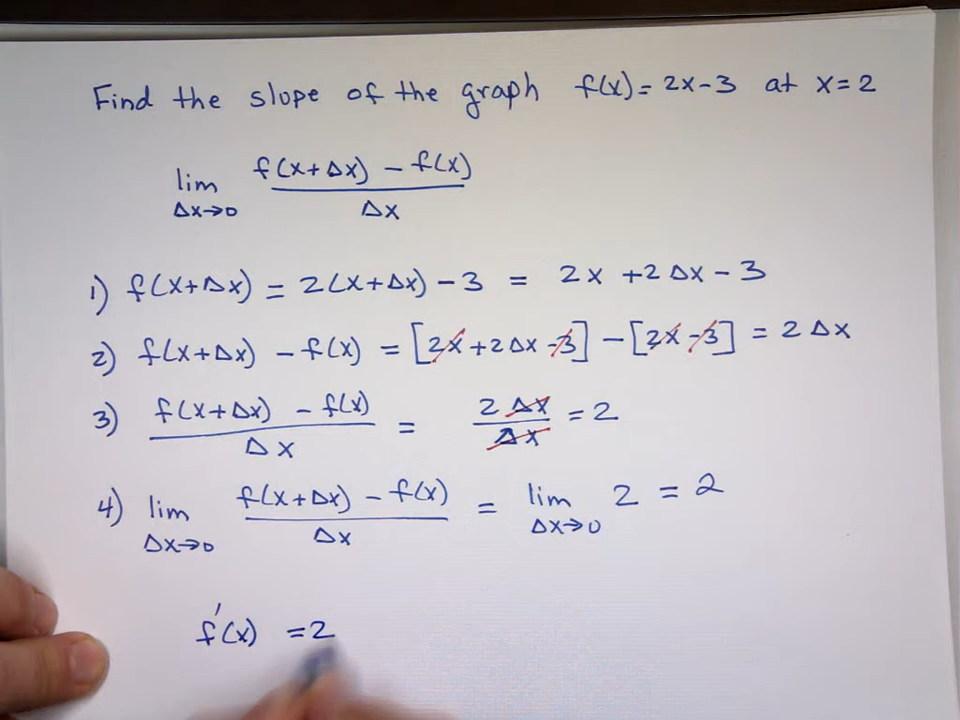 Find the slope of the graph f(x) = 2x - 3 at x = 2
lim Δx→0 f(x+Δx) - f(x) / Δx
1) f(x+Δx) = 2(x+Δx) - 3 = 2x + 2Δx - 3
2) f(x+Δx) - f(x) = [2x + 2Δx - 3] - [2x - 3] = 2Δx
3) f(x+Δx) - f(x) / Δx = 2Δx / Δx = 2
4) lim Δx→0 f(x+Δx) - f(x) / Δx = lim Δx→0 2 = 2
f'(x) = 2